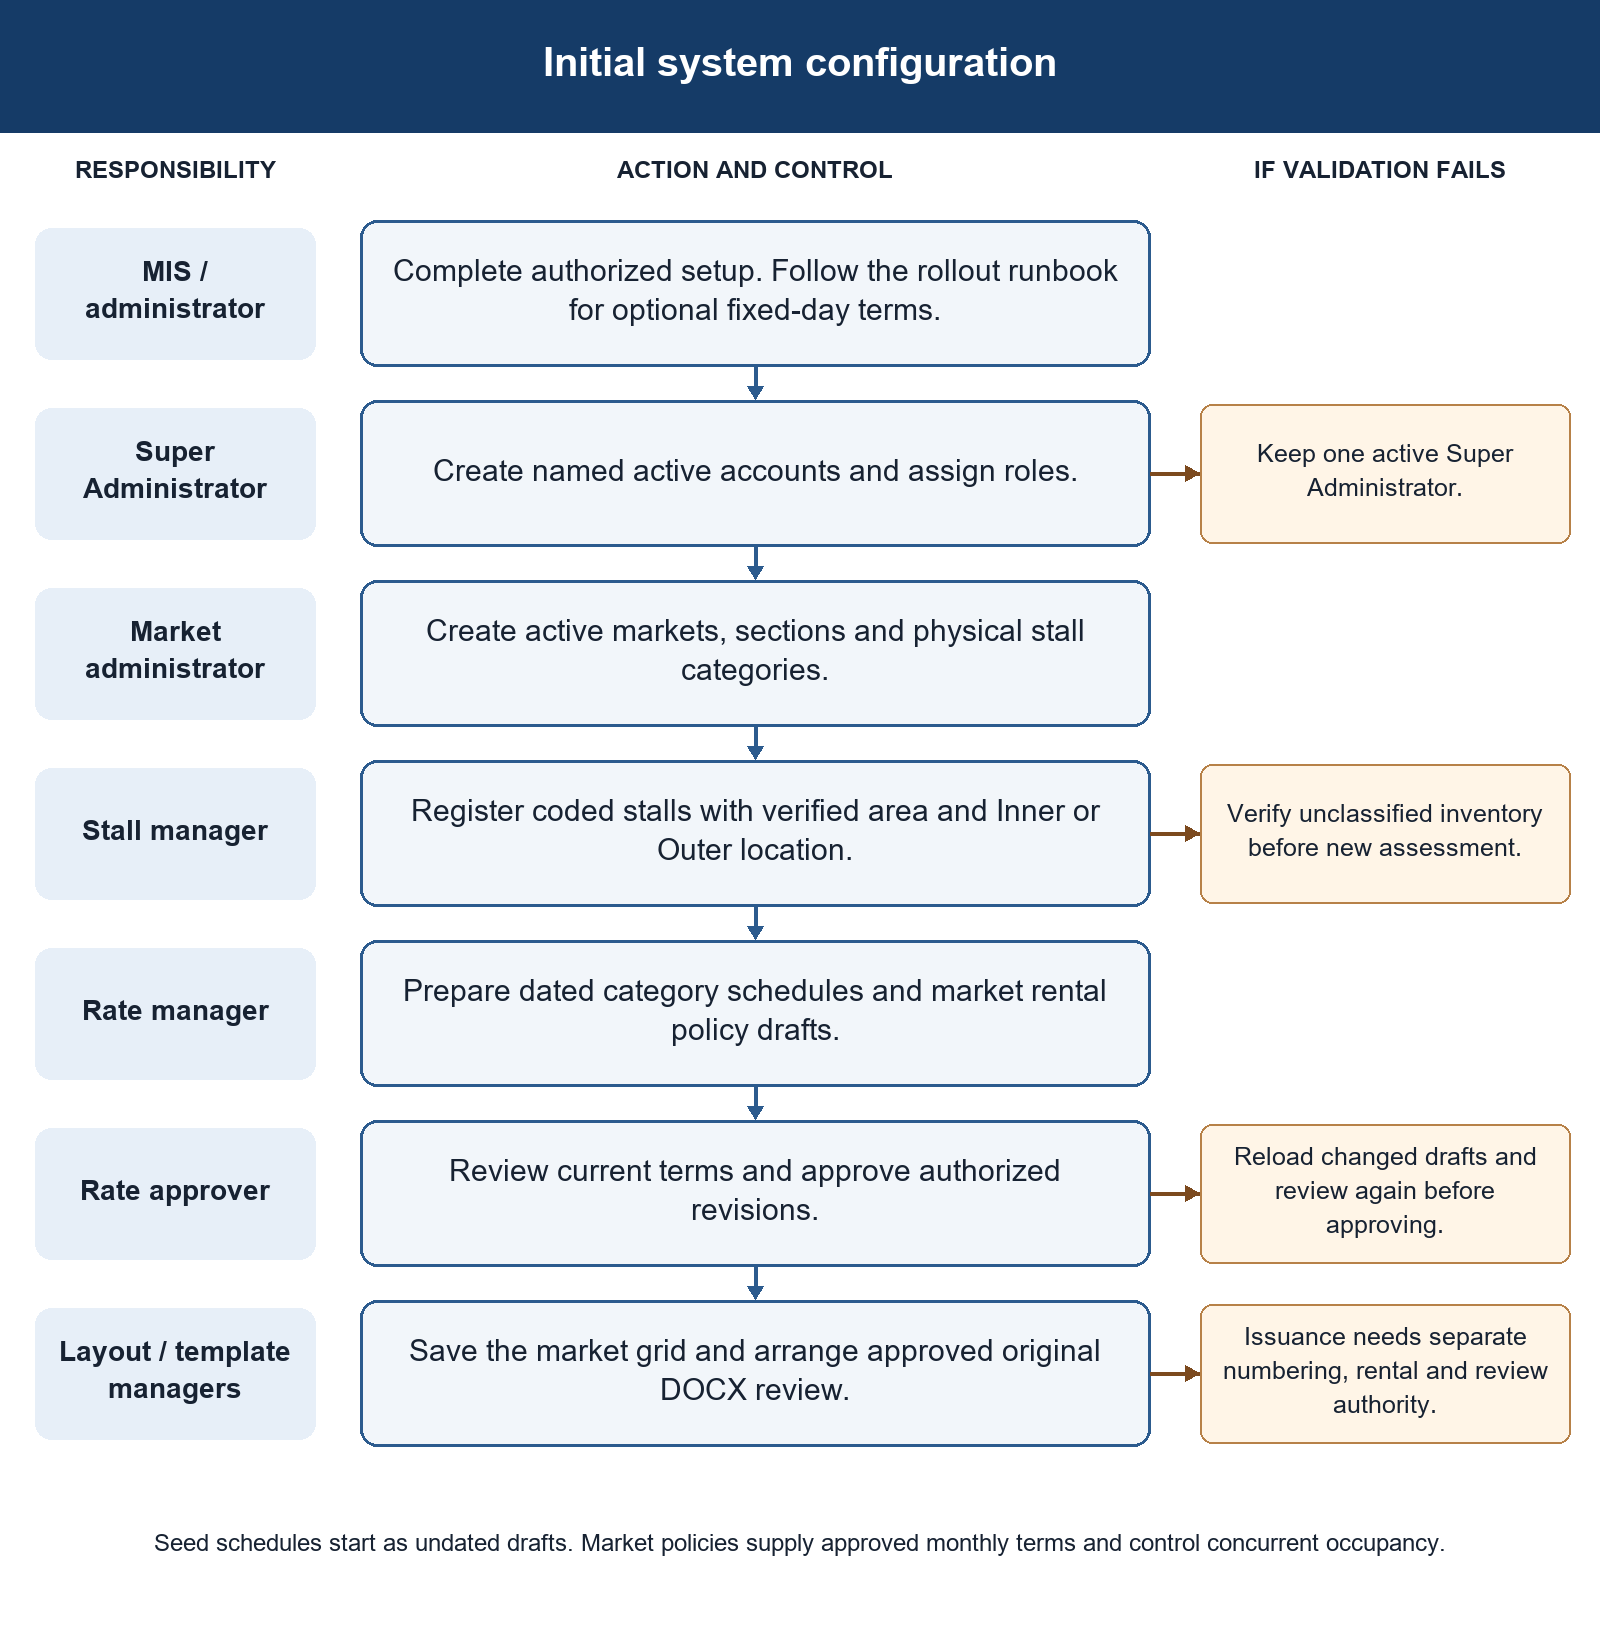 Initial system configuration
RESPONSIBILITY
ACTION AND CONTROL
IF VALIDATION FAILS
MIS /
administrator
Complete authorized setup. Follow the rollout runbook
for optional fixed-day terms.
Super
Administrator
Create named active accounts and assign roles.
Keep one active Super
Administrator.
Market
administrator
Create active markets, sections and physical stall
categories.
Stall manager
Register coded stalls with verified area and Inner or
Outer location.
Verify unclassified inventory
before new assessment.
Rate manager
Prepare dated category schedules and market rental
policy drafts.
Rate approver
Review current terms and approve authorized
revisions.
Reload changed drafts and
review again before
approving.
Layout / template
managers
Save the market grid and arrange approved original
DOCX review.
Issuance needs separate
numbering, rental and review
authority.
Seed schedules start as undated drafts. Market policies supply approved monthly terms and control concurrent occupancy.